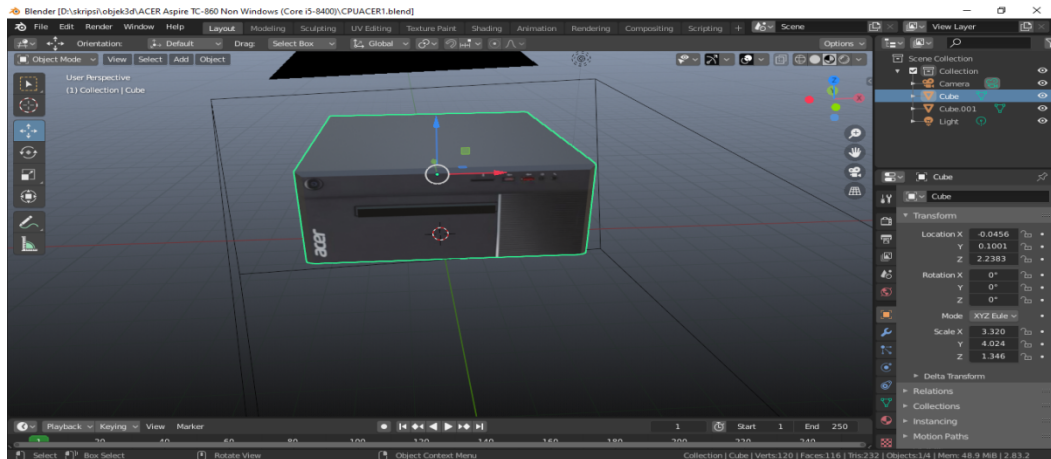 Blender [D:\skripsi\objek3d\ACER Aspire TC-860 Non Windows (Core i5-8400)\CPUACER1.blend]
File Edit Render Window Help Layout Modeling Sculpting UV Editing Texture Paint Shading Animation Rendering Compositing Scripting + Scene View Layer
Orientation: Default Drag: Select Box Global Options
Object Mode View Select Add Object
User Perspective
(1) Collection | Cube
Z
Y
X
acer
Scene Collection
Collection
Camera
Cube
Cube.001
Light
Cube
Cube
Transform
Location X -0.0456
Y 0.1001
Z 2.2383
Rotation X 0°
Y 0°
Z 0°
Mode XYZ Eule
Scale X 3.320
Y 4.024
Z 1.346
Delta Transform
Relations
Collections
Instancing
Motion Paths
Playback Keying View Marker 1 Start 1 End 250
1 20 40 60 80 100 120 140 160 180 200 220 240
Select Box Select Rotate View Object Context Menu Collection | Cube | Verts:120 | Faces:116 | Tris:232 | Objects:1/4 | Mem: 48.9 MiB | 2.83.2